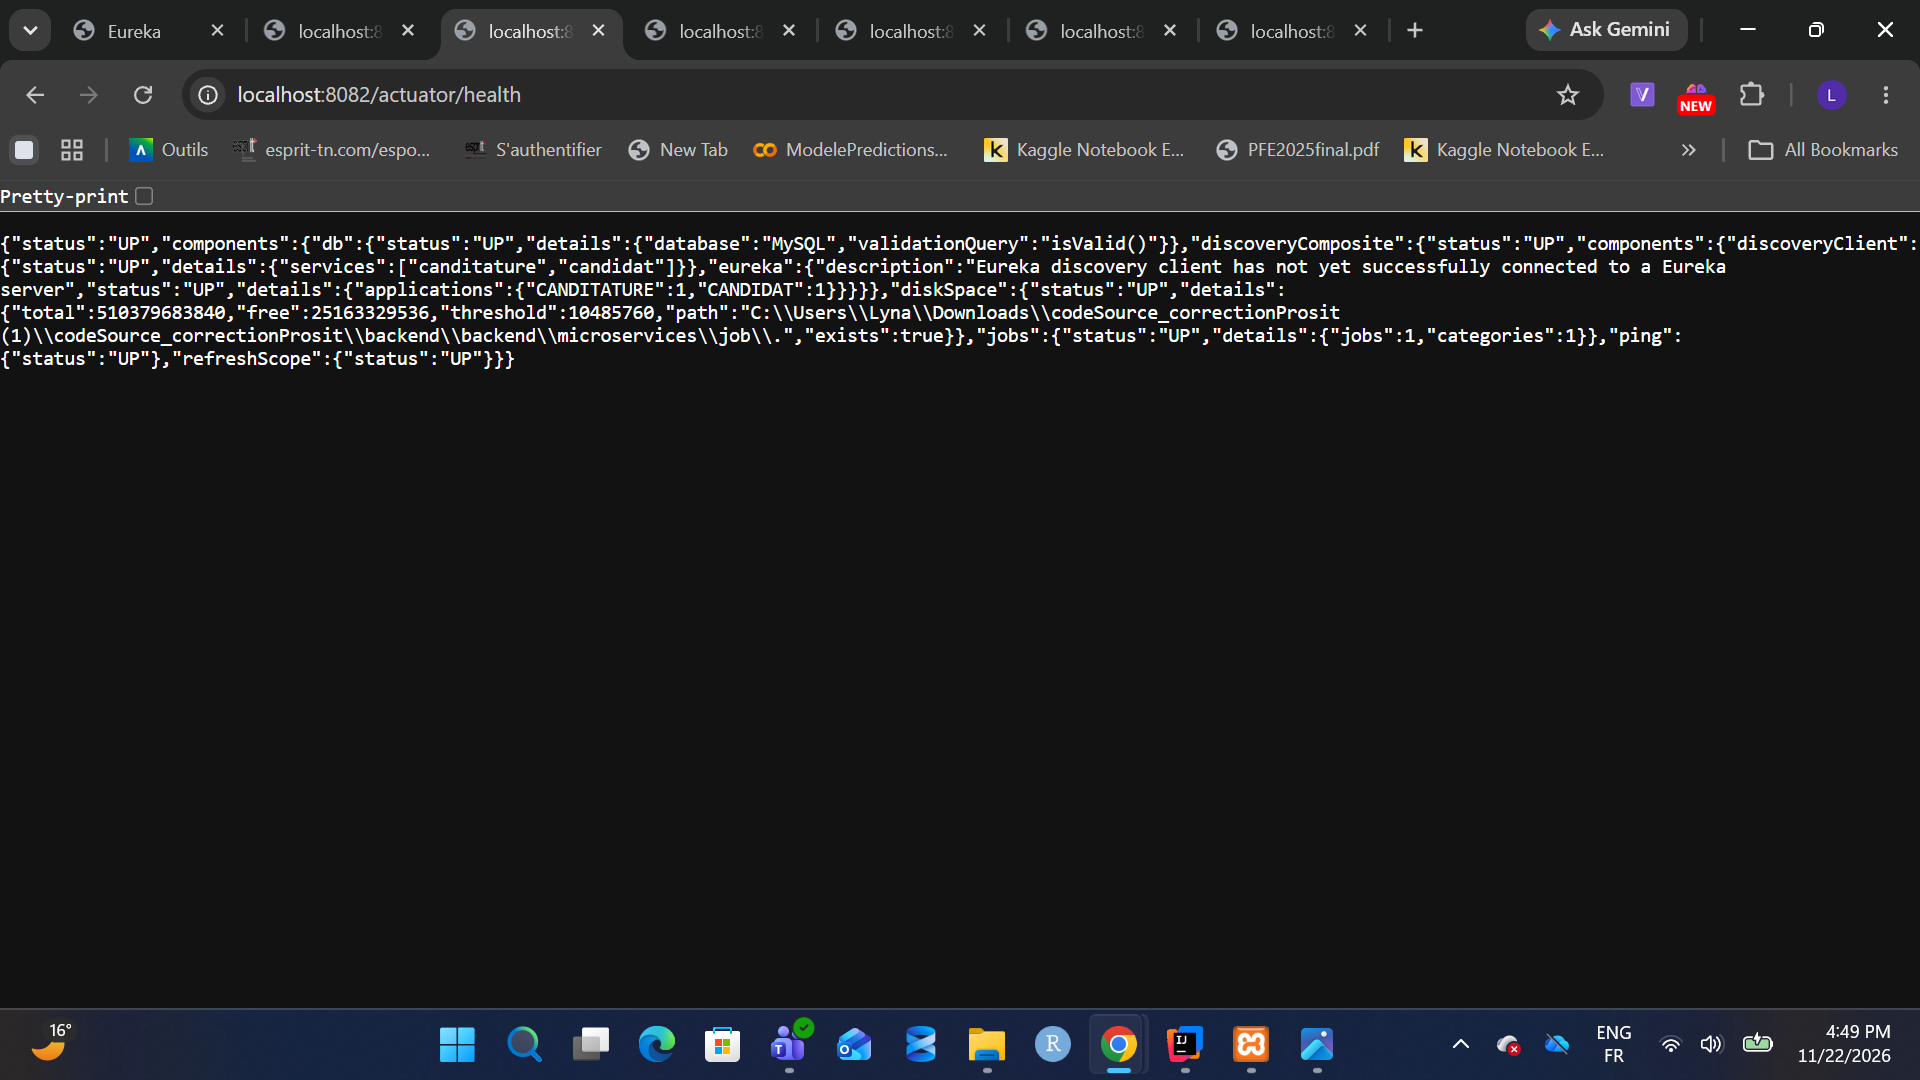 Eureka
localhost:8
localhost:8
localhost:8
localhost:8
localhost:8
localhost:8
Ask Gemini
localhost:8082/actuator/health
V
NEW
L
Outils
esprit-tn.com/espo...
S'authentifier
New Tab
ModelePredictions...
Kaggle Notebook E...
PFE2025final.pdf
Kaggle Notebook E...
All Bookmarks
Pretty-print
{"status":"UP","components":{"db":{"status":"UP","details":{"database":"MySQL","validationQuery":"isValid()"}},"discoveryComposite":{"status":"UP","components":{"discoveryClient":
{"status":"UP","details":{"services":["canditature","candidat"]}},"eureka":{"description":"Eureka discovery client has not yet successfully connected to a Eureka
server","status":"UP","details":{"applications":{"CANDITATURE":1,"CANDIDAT":1}}}}},"diskSpace":{"status":"UP","details":
{"total":510379683840,"free":25163329536,"threshold":10485760,"path":"C:\\Users\\Lyna\\Downloads\\codeSource_correctionProsit
(1)\\codeSource_correctionProsit\\backend\\backend\\microservices\\job\\.","exists":true}},"jobs":{"status":"UP","details":{"jobs":1,"categories":1}},"ping":
{"status":"UP"},"refreshScope":{"status":"UP"}}}
16°
ENG
FR
4:49 PM
11/22/2026